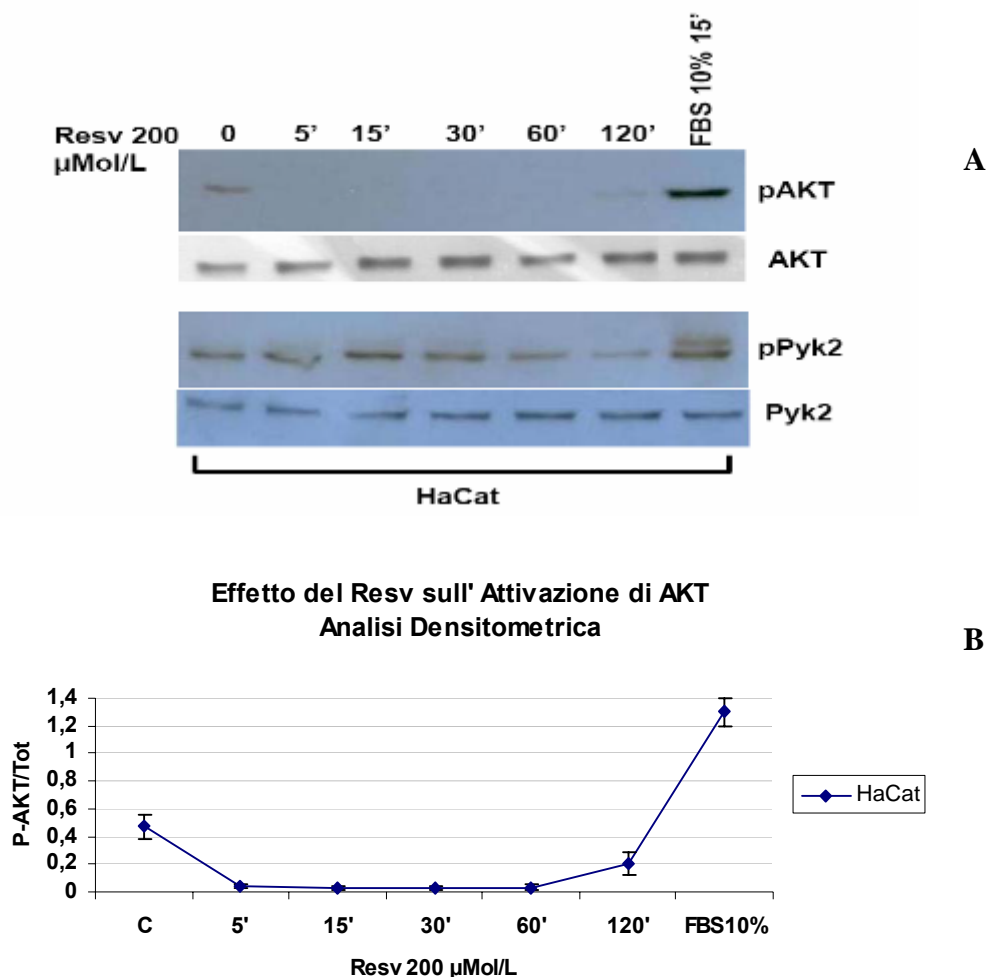 FBS 10% 15'
Resv 200 0 5' 15' 30' 60' 120'
µMol/L
A
pAKT
AKT
pPyk2
Pyk2
HaCat
Effetto del Resv sull' Attivazione di AKT
Analisi Densitometrica
B
P-AKT/Tot
1,4
1,2
1
0,8
0,6
0,4
0,2
0
HaCat
C 5' 15' 30' 60' 120' FBS10%
Resv 200 µMol/L